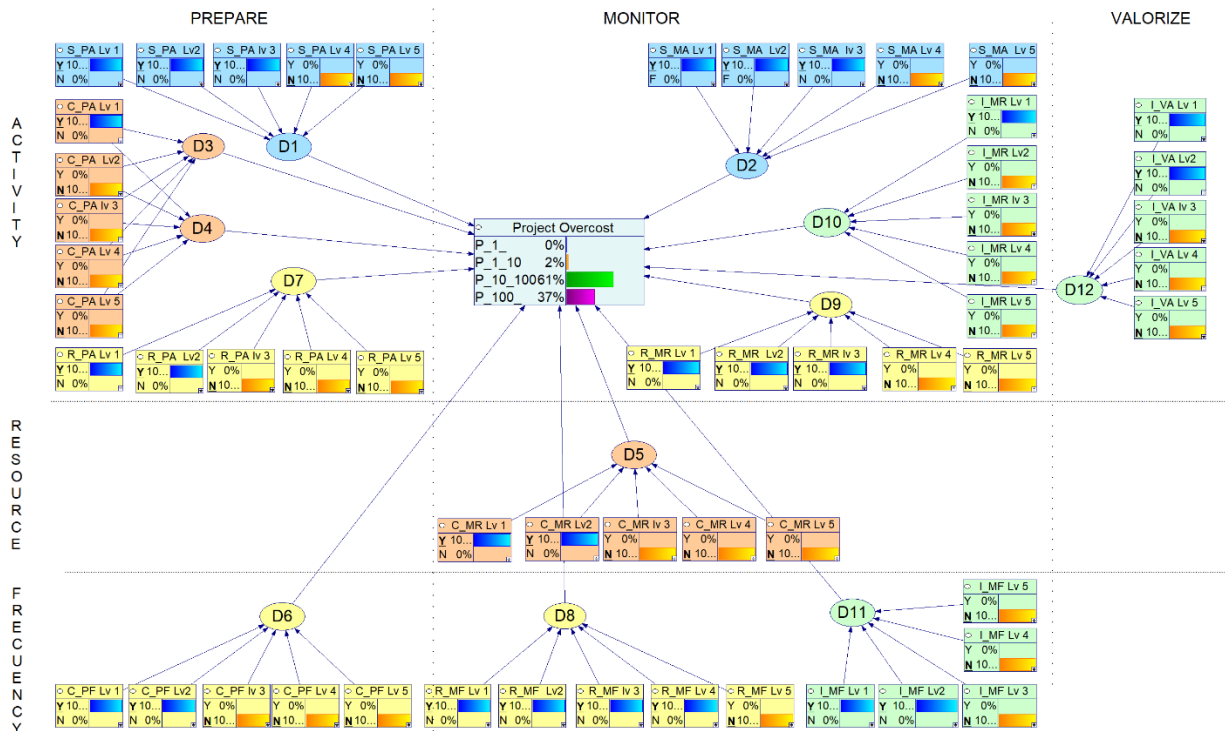 PREPARE
MONITOR
VALORIZE
ACTIVITY
S_PA Lv 1
Y 10...
N 0%
S_PA Lv2
Y 10...
N 0%
S_PA lv 3
Y 10...
N 0%
S_PA Lv 4
Y 0%
N 10...
S_PA Lv 5
Y 0%
N 10...
S_MA Lv 1
Y 10...
F 0%
S_MA Lv2
Y 10...
F 0%
S_MA lv 3
Y 10...
N 0%
S_MA Lv 4
Y 0%
N 10...
S_MA Lv 5
Y 0%
N 10...
C_PA Lv 1
Y 10...
N 0%
C_PA Lv2
Y 0%
N 10...
C_PA lv 3
Y 0%
N 10...
C_PA Lv 4
Y 0%
N 10...
C_PA Lv 5
Y 0%
N 10...
D3
D1
D4
D7
D2
D10
D9
D12
Project Overcost
P_1_ 0%
P_1_10 2%
P_10_100 61%
P_100_ 37%
I_MR Lv 1
Y 10...
N 0%
I_MR Lv2
Y 0%
N 10...
I_MR lv 3
Y 0%
N 10...
I_MR Lv 4
Y 0%
N 10...
I_MR Lv 5
Y 0%
N 10...
I_VA Lv 1
Y 10...
N 0%
I_VA Lv2
Y 10...
N 0%
I_VA lv 3
Y 0%
N 10...
I_VA Lv 4
Y 0%
N 10...
I_VA Lv 5
Y 0%
N 10...
R_PA Lv 1
Y 10...
N 0%
R_PA Lv2
Y 10...
N 0%
R_PA lv 3
Y 0%
N 10...
R_PA Lv 4
Y 0%
N 10...
R_PA Lv 5
Y 0%
N 10...
R_MR Lv 1
Y 10...
N 0%
R_MR Lv2
Y 10...
N 0%
R_MR lv 3
Y 10...
N 0%
R_MR Lv 4
Y 0%
N 10...
R_MR Lv 5
Y 0%
N 10...
RESOURCE
D5
C_MR Lv 1
Y 10...
N 0%
C_MR Lv2
Y 10...
N 0%
C_MR lv 3
Y 0%
N 10...
C_MR Lv 4
Y 0%
N 10...
C_MR Lv 5
Y 0%
N 10...
FRECUENCY
D6
D8
D11
I_MF Lv 5
Y 0%
N 10...
I_MF Lv 4
Y 0%
N 10...
C_PF Lv 1
Y 10...
N 0%
C_PF Lv2
Y 10...
N 0%
C_PF lv 3
Y 0%
N 10...
C_PF Lv 4
Y 0%
N 10...
C_PF Lv 5
Y 0%
N 10...
R_MF Lv 1
Y 10...
N 0%
R_MF Lv2
Y 10...
N 0%
R_MF lv 3
Y 10...
N 0%
R_MF Lv 4
Y 10...
N 0%
R_MF Lv 5
Y 0%
N 10...
I_MF Lv 1
Y 10...
N 0%
I_MF Lv2
Y 10...
N 0%
I_MF Lv 3
Y 0%
N 10...